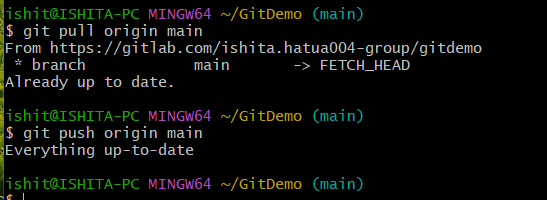 ishit@ISHITA-PC MINGW64 ~/GitDemo (main)
$ git pull origin main
From https://gitlab.com/ishita.hatua004-group/gitdemo
 * branch            main       -> FETCH_HEAD
Already up to date.
ishit@ISHITA-PC MINGW64 ~/GitDemo (main)
$ git push origin main
Everything up-to-date
ishit@ISHITA-PC MINGW64 ~/GitDemo (main)
$